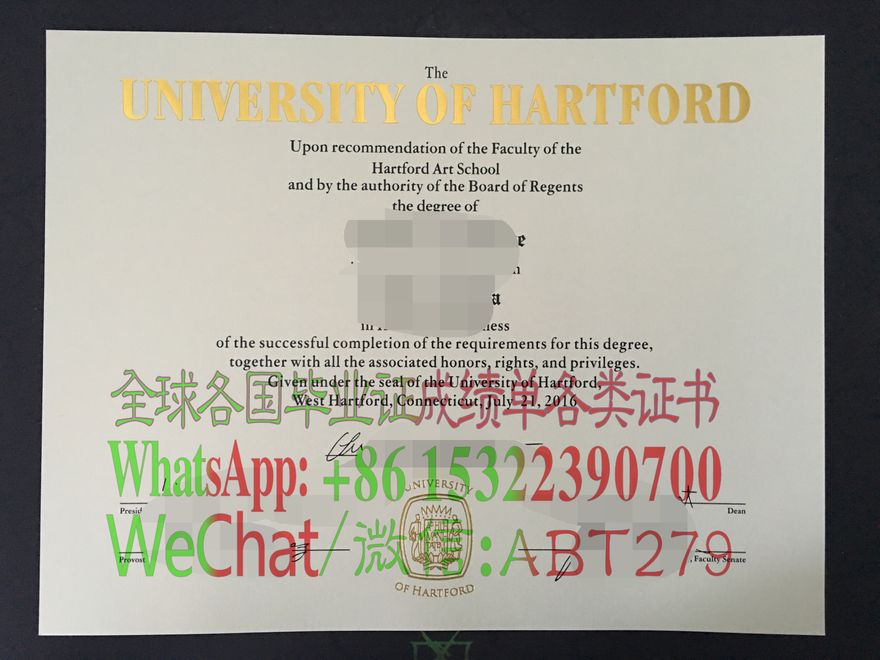 The
UNIVERSITY OF HARTFORD
Upon recommendation of the Faculty of the
Hartford Art School
and by the authority of the Board of Regents
the degree of
of the successful completion of the requirements for this degree,
together with all the associated honors, rights, and privileges.
Given under the seal of the University of Hartford,
West Hartford, Connecticut, July 21, 2016
全球各国毕业证成绩单各类证书
WhatsApp: +86 15322390700
Dean
WeChat/微信:ABT279
Provost
, Faculty Senate
UNIVERSITY
OF HARTFORD